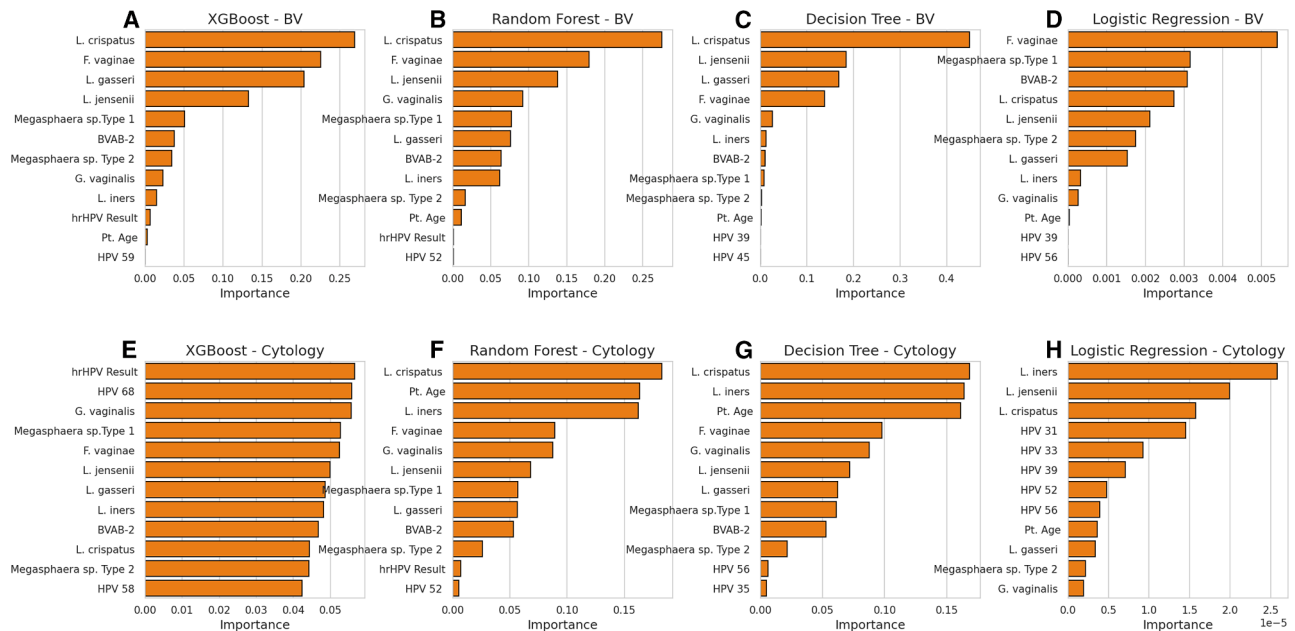 A
XGBoost - BV
L. crispatus
F. vaginae
L. gasseri
L. jensenii
Megasphaera sp.Type 1
BVAB-2
Megasphaera sp. Type 2
G. vaginalis
L. iners
hrHPV Result
Pt. Age
HPV 59
0.00 0.05 0.10 0.15 0.20 0.25
Importance
B
Random Forest - BV
L. crispatus
F. vaginae
L. jensenii
G. vaginalis
Megasphaera sp.Type 1
L. gasseri
BVAB-2
L. iners
Megasphaera sp. Type 2
Pt. Age
hrHPV Result
HPV 52
0.00 0.05 0.10 0.15 0.20 0.25
Importance
C
Decision Tree - BV
L. crispatus
L. jensenii
L. gasseri
F. vaginae
G. vaginalis
L. iners
BVAB-2
Megasphaera sp.Type 1
Megasphaera sp. Type 2
Pt. Age
HPV 39
HPV 45
0.0 0.1 0.2 0.3 0.4
Importance
D
Logistic Regression - BV
F. vaginae
Megasphaera sp.Type 1
BVAB-2
L. crispatus
L. jensenii
Megasphaera sp. Type 2
L. gasseri
L. iners
G. vaginalis
Pt. Age
HPV 39
HPV 56
0.000 0.001 0.002 0.003 0.004 0.005
Importance
E
XGBoost - Cytology
hrHPV Result
HPV 68
G. vaginalis
Megasphaera sp.Type 1
F. vaginae
L. jensenii
L. gasseri
L. iners
BVAB-2
L. crispatus
Megasphaera sp. Type 2
HPV 58
0.00 0.01 0.02 0.03 0.04 0.05
Importance
F
Random Forest - Cytology
L. crispatus
Pt. Age
L. iners
F. vaginae
G. vaginalis
L. jensenii
Megasphaera sp.Type 1
L. gasseri
BVAB-2
Megasphaera sp. Type 2
hrHPV Result
HPV 52
0.00 0.05 0.10 0.15
Importance
G
Decision Tree - Cytology
L. crispatus
L. iners
Pt. Age
F. vaginae
G. vaginalis
L. jensenii
L. gasseri
Megasphaera sp.Type 1
BVAB-2
Megasphaera sp. Type 2
HPV 56
HPV 35
0.00 0.05 0.10 0.15
Importance
H
Logistic Regression - Cytology
L. iners
L. jensenii
L. crispatus
HPV 31
HPV 33
HPV 39
HPV 52
HPV 56
Pt. Age
L. gasseri
Megasphaera sp. Type 2
G. vaginalis
0.0 0.5 1.0 1.5 2.0 2.5
1e−5
Importance